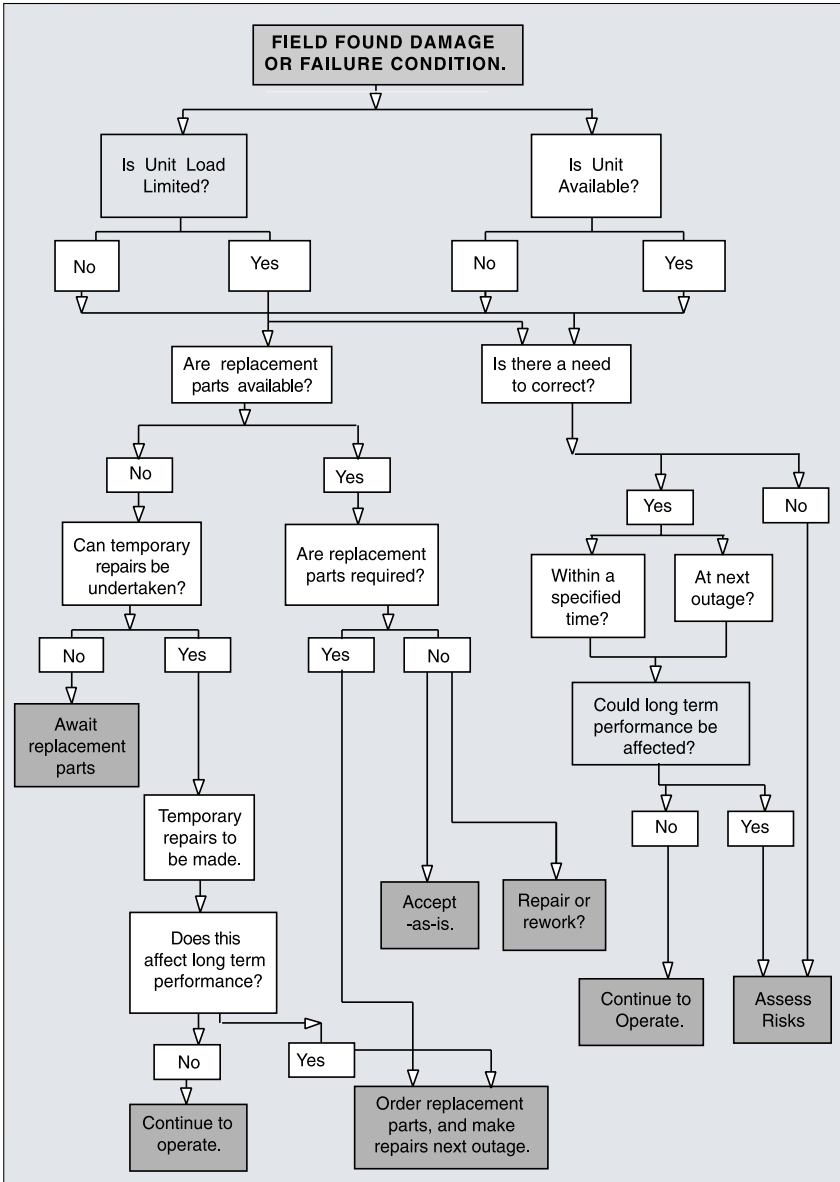 FIELD FOUND DAMAGE
OR FAILURE CONDITION.
Is Unit Load
Limited?
Is Unit
Available?
No
Yes
No
Yes
Are replacement
parts available?
Is there a need
to correct?
No
Yes
Yes
No
Can temporary
repairs be
undertaken?
Are replacement
parts required?
Within a
specified
time?
At next
outage?
No
Yes
Yes
No
Await
replacement
parts
Could long term
performance be
affected?
Temporary
repairs to
be made.
No
Yes
Accept
-as-is.
Repair or
rework?
Does this
affect long term
performance?
Continue to
Operate.
Assess
Risks
No
Yes
Continue to
operate.
Order replacement
parts, and make
repairs next outage.